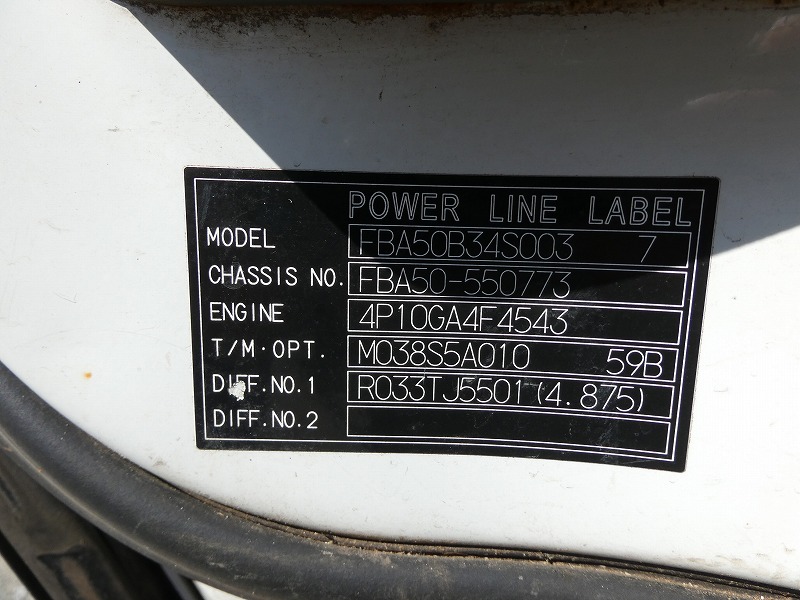 POWER LINE LABEL
MODEL FBA50B34S003 7
CHASSIS NO. FBA50-550773
ENGINE 4P10GA4F4543
T/M·OPT. M038S5A010 59B
DIFF.NO.1 R033TJ5501(4.875)
DIFF.NO.2